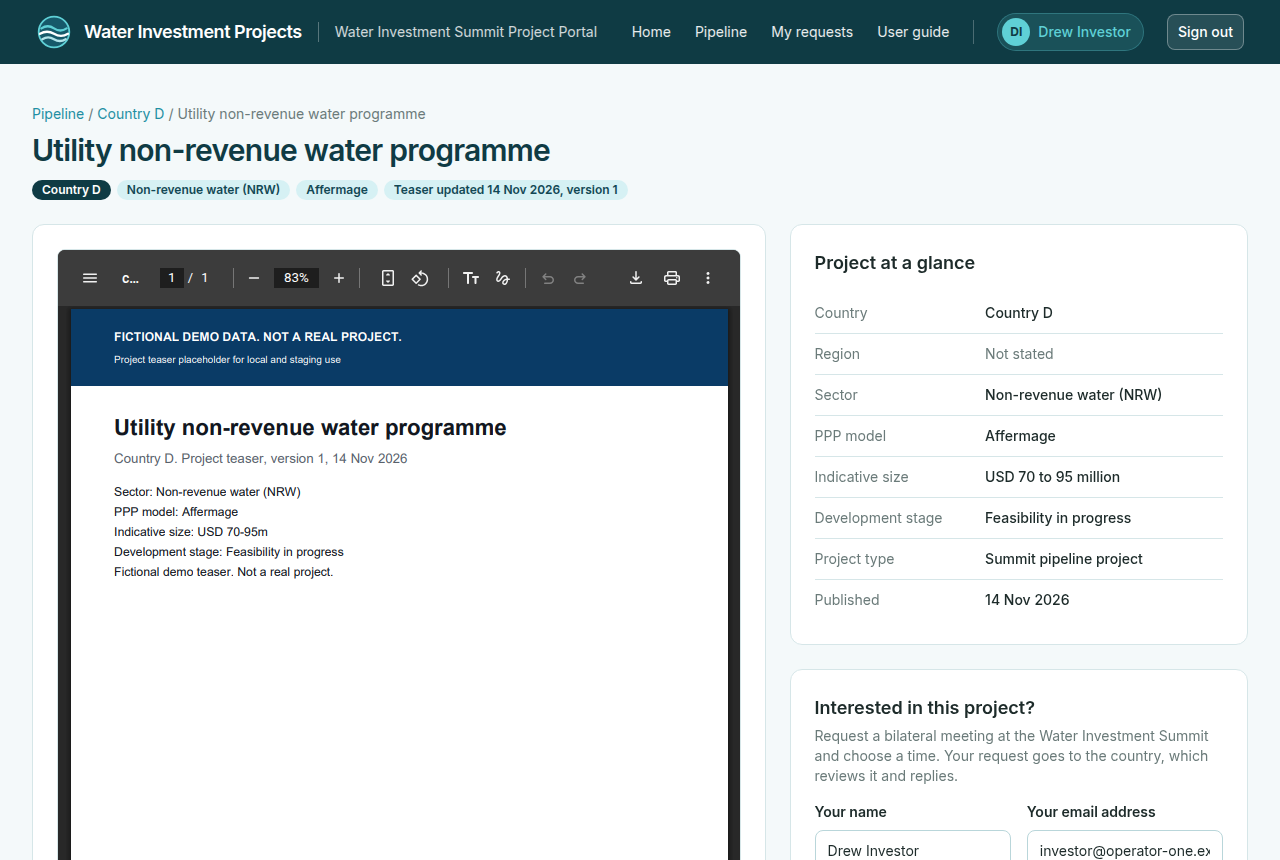 Water Investment Projects
Water Investment Summit Project Portal
Home
Pipeline
My requests
User guide
DI
Drew Investor
Sign out
Pipeline / Country D / Utility non-revenue water programme
Utility non-revenue water programme
Country D
Non-revenue water (NRW)
Affermage
Teaser updated 14 Nov 2026, version 1
c…
1 / 1
83%
FICTIONAL DEMO DATA. NOT A REAL PROJECT.
Project teaser placeholder for local and staging use
Utility non-revenue water programme
Country D. Project teaser, version 1, 14 Nov 2026
Sector: Non-revenue water (NRW)
PPP model: Affermage
Indicative size: USD 70-95m
Development stage: Feasibility in progress
Fictional demo teaser. Not a real project.
Project at a glance
Country Country D
Region Not stated
Sector Non-revenue water (NRW)
PPP model Affermage
Indicative size USD 70 to 95 million
Development stage Feasibility in progress
Project type Summit pipeline project
Published 14 Nov 2026
Interested in this project?
Request a bilateral meeting at the Water Investment Summit
and choose a time. Your request goes to the country, which
reviews it and replies.
Your name
Your email address
Drew Investor
investor@operator-one.ex